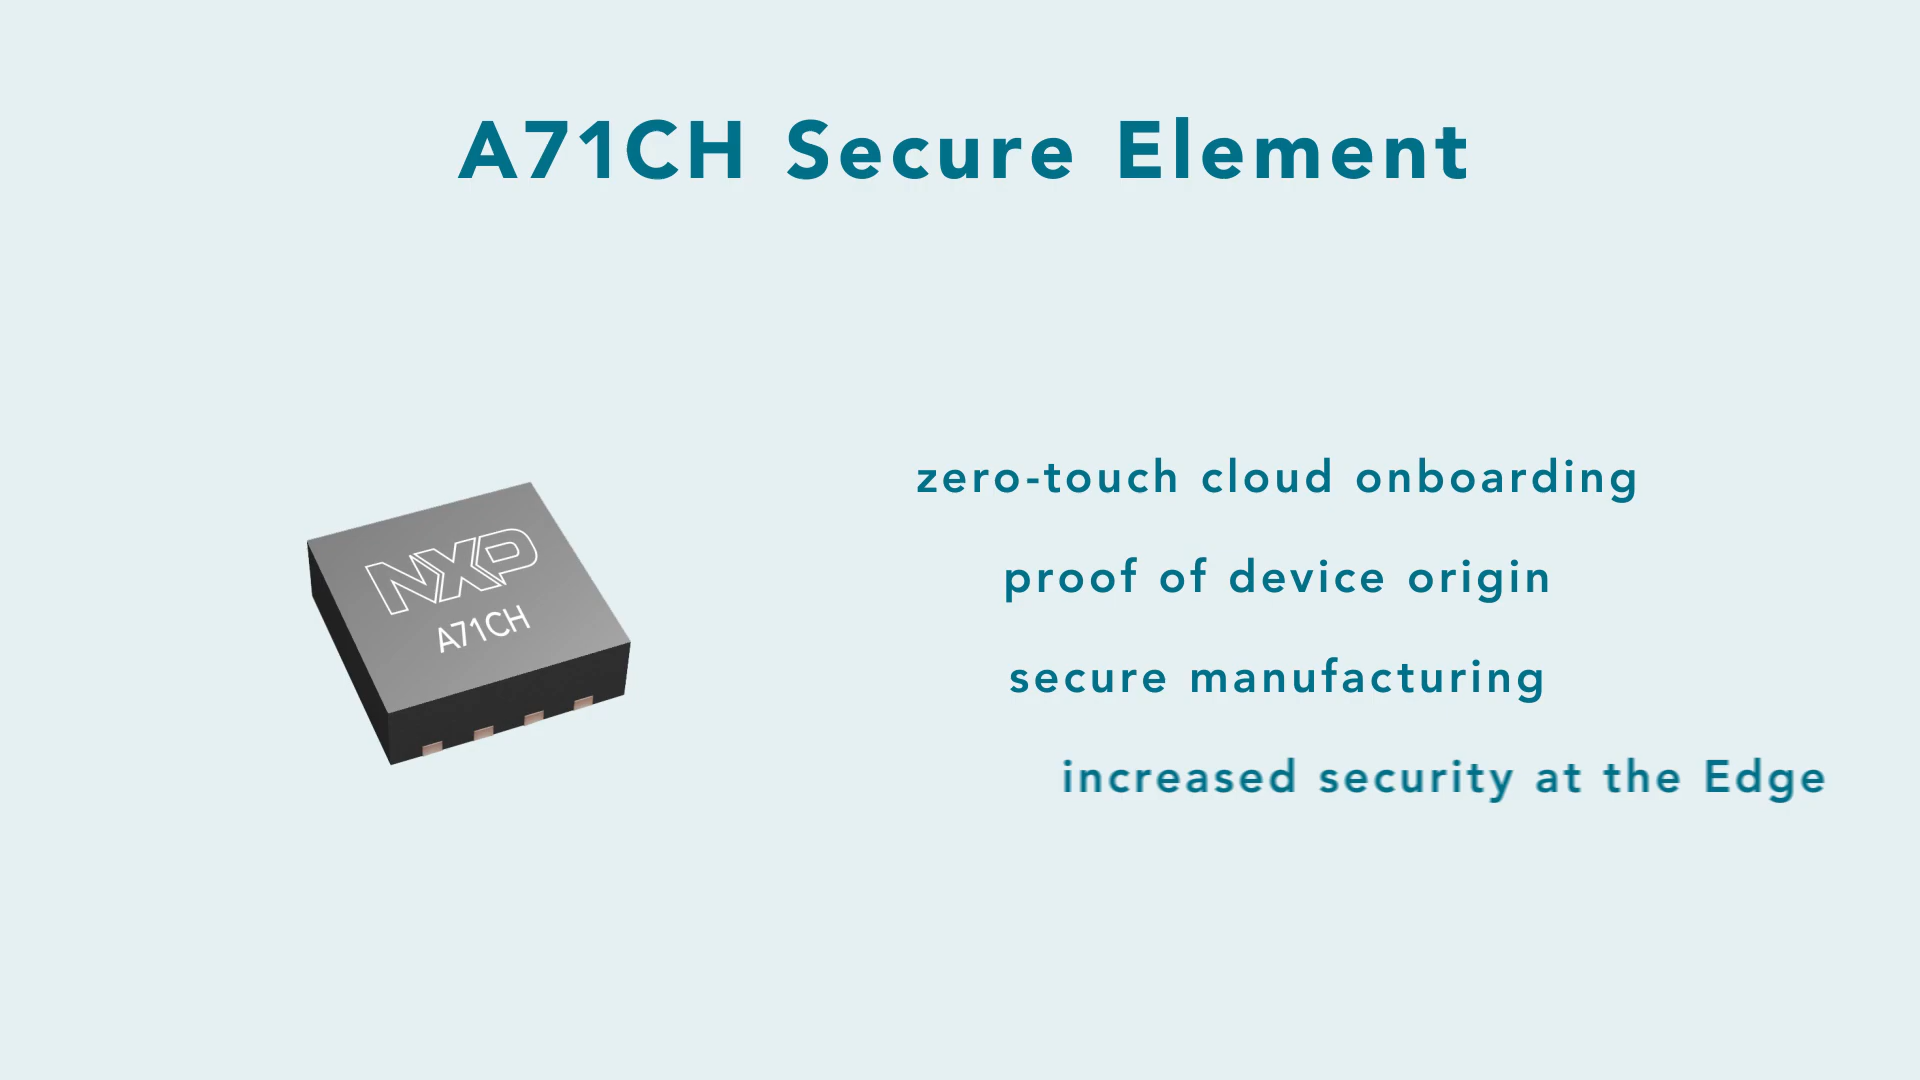 A71CH Secure Element
zero-touch cloud onboarding
NXP
proof of device origin
A71CH
secure manufacturing
increased security at the Edge